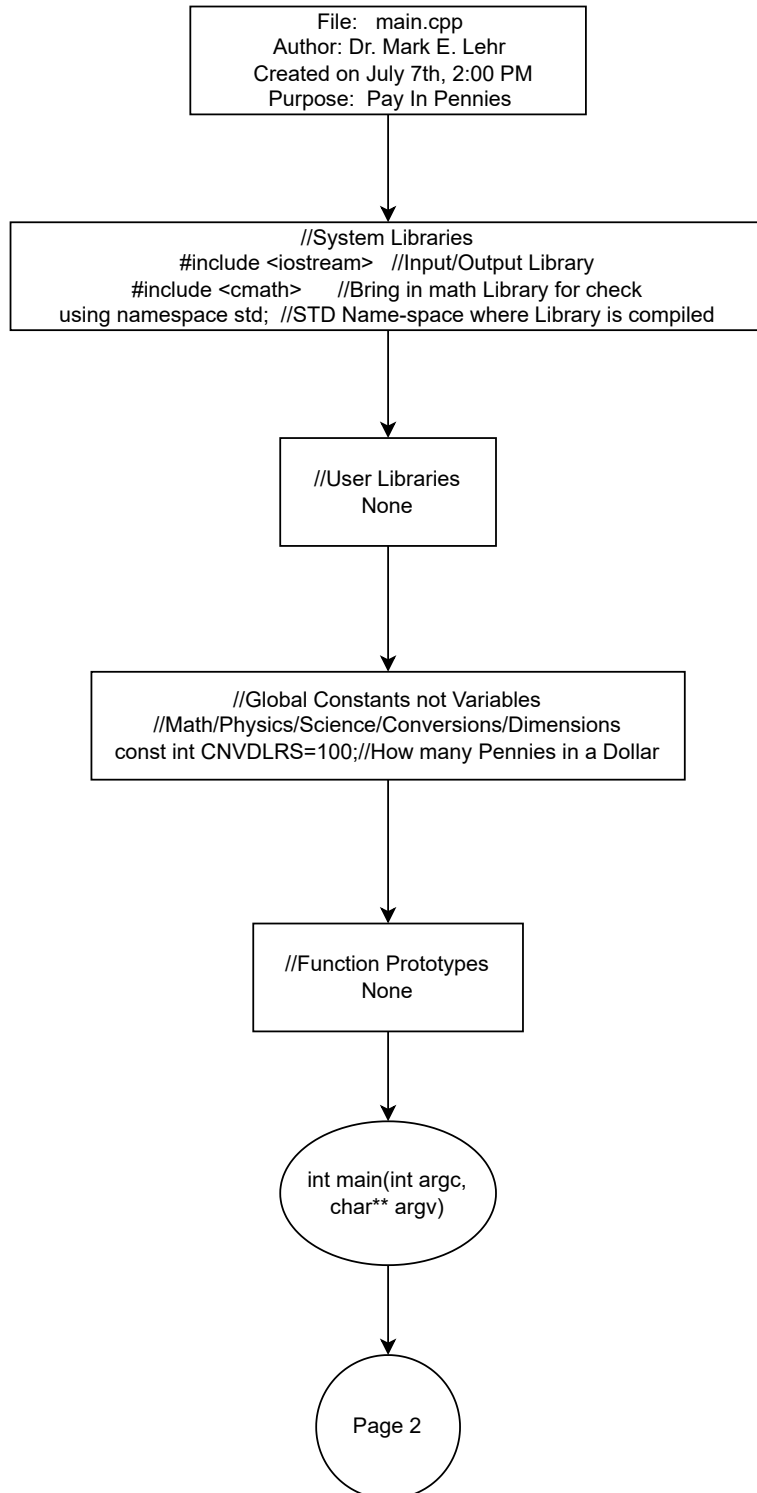 File:   main.cpp
Author: Dr. Mark E. Lehr
Created on July 7th, 2:00 PM
Purpose:  Pay In Pennies
//System Libraries
#include <iostream>   //Input/Output Library
#include <cmath>      //Bring in math Library for check
using namespace std;  //STD Name-space where Library is compiled
//User Libraries
None
//Global Constants not Variables
//Math/Physics/Science/Conversions/Dimensions
const int CNVDLRS=100;//How many Pennies in a Dollar
//Function Prototypes
None
int main(int argc,
char** argv)
Page 2